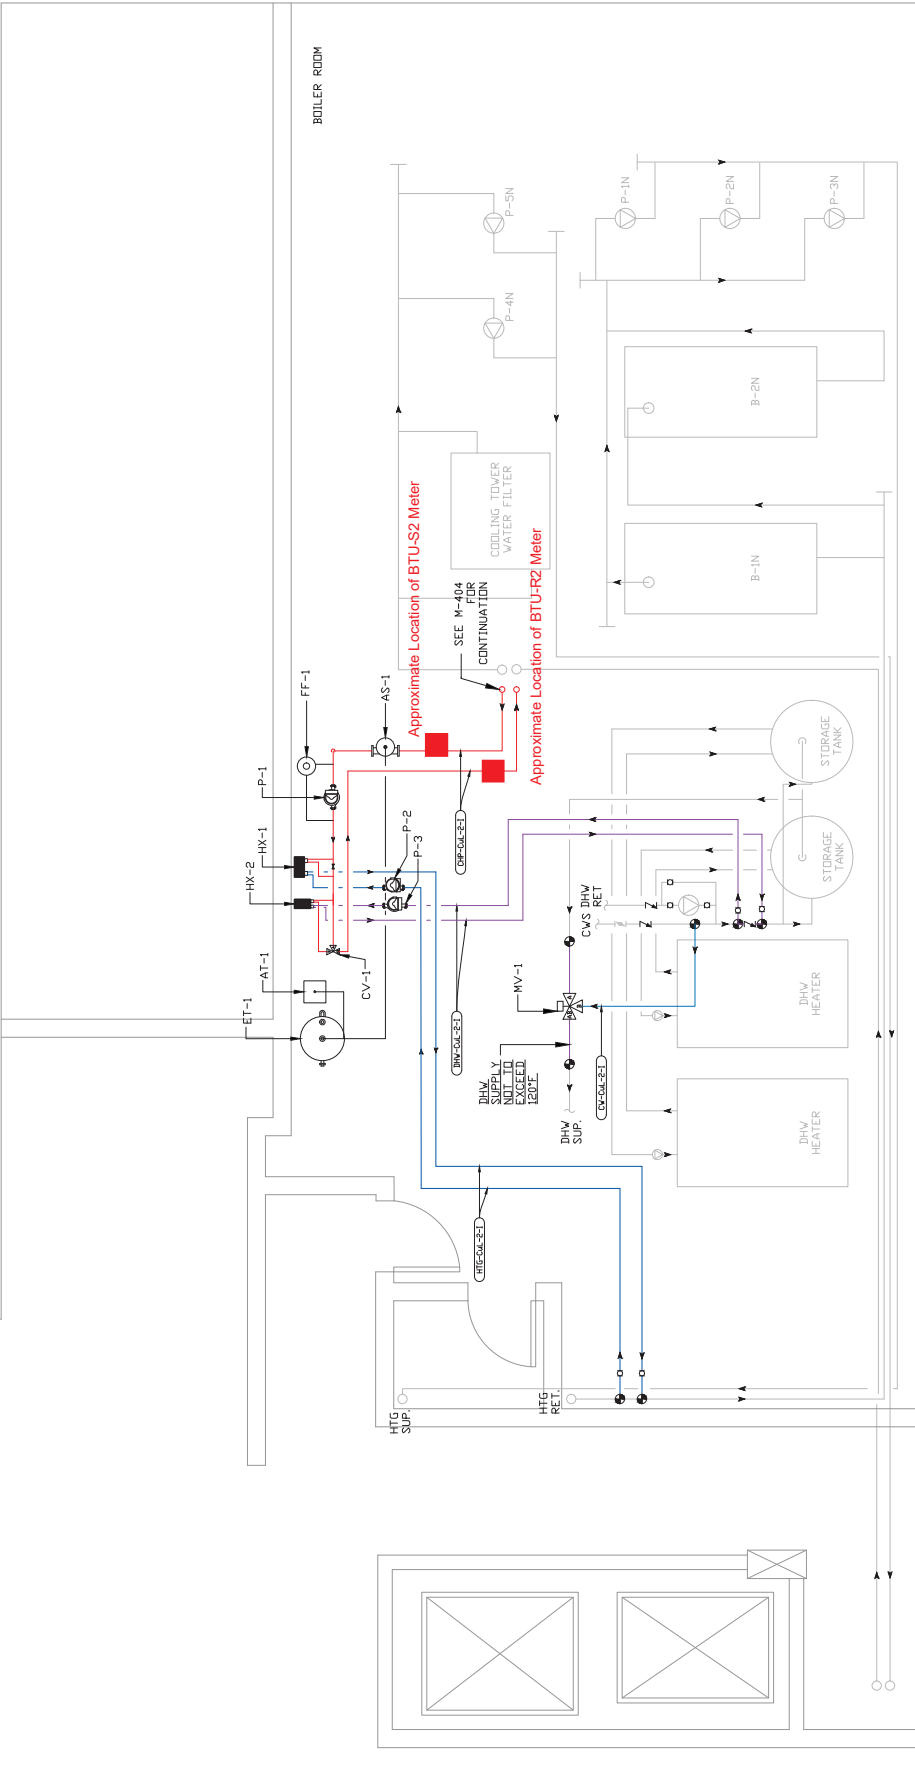 BOILER ROOM
P-5N
P-4N
P-1N
P-2N
P-3N
B-2N
B-1N
COOLING TOWER
WATER FILTER
Approximate Location of BTU-S2 Meter
Approximate Location of BTU-R2 Meter
SEE M-404
FOR
CONTINUATION
FF-1
AS-1
P-1
HX-1
HX-2
P-2
P-3
CHP-CuL-2-I
AT-1
ET-1
CV-1
DHW-CuL-2-I
STORAGE
TANK
STORAGE
TANK
CWS
DHW
RET
MV-1
A
B
AB
DHW
SUPPLY
NOT TO
EXCEED
120°F
CW-CuL-2-I
DHW
SUP.
DHW
HEATER
DHW
HEATER
HTG-CuL-2-I
HTG
SUP.
HTG
RET.